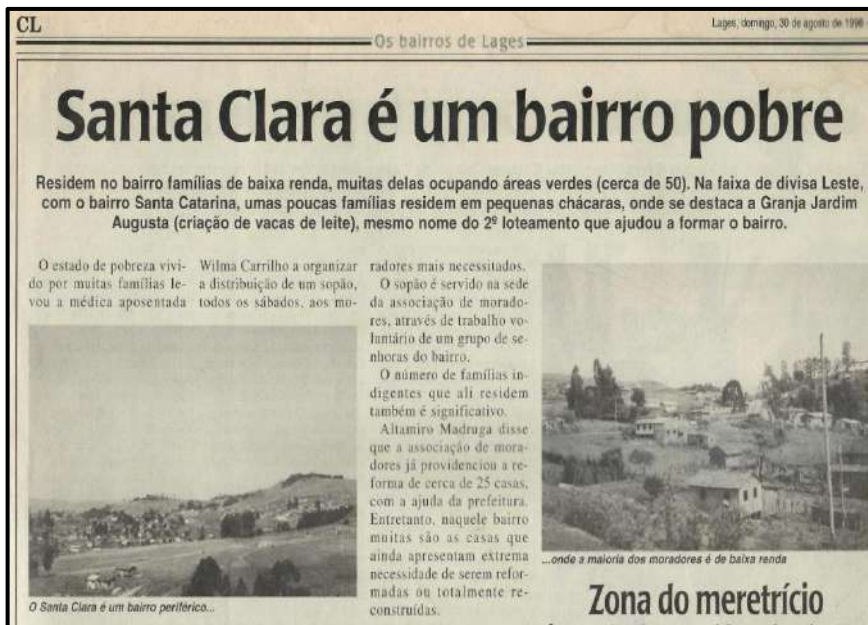 CL
Os bairros de Lages
Lages, domingo, 30 de agosto de 1998
Santa Clara é um bairro pobre
Residem no bairro famílias de baixa renda, muitas delas ocupando áreas verdes (cerca de 50). Na faixa de divisa Leste,
com o bairro Santa Catarina, umas poucas famílias residem em pequenas chácaras, onde se destaca a Granja Jardim
Augusta (criação de vacas de leite), mesmo nome do 2º loteamento que ajudou a formar o bairro.
O estado de pobreza vivi-
do por muitas famílias le-
vou a médica aposentada
Wilma Carrilho a organizar
a distribuição de um sopão,
todos os sábados, aos mo-
radores mais necessitados.
O sopão é servido na sede
da associação de morado-
res, através de trabalho vo-
luntário de um grupo de se-
nhoras do bairro.
O número de famílias in-
digentes que ali residem
também é significativo.
Altamiro Madruga disse
que a associação de mora-
dores já providenciou a re-
forma de cerca de 25 casas,
com a ajuda da prefeitura.
Entretanto, naquele bairro
muitas são as casas que
ainda apresentam extrema
necessidade de serem refor-
madas ou totalmente re-
construídas.
O Santa Clara é um bairro periférico...
...onde a maioria dos moradores é de baixa renda
Zona do meretrício